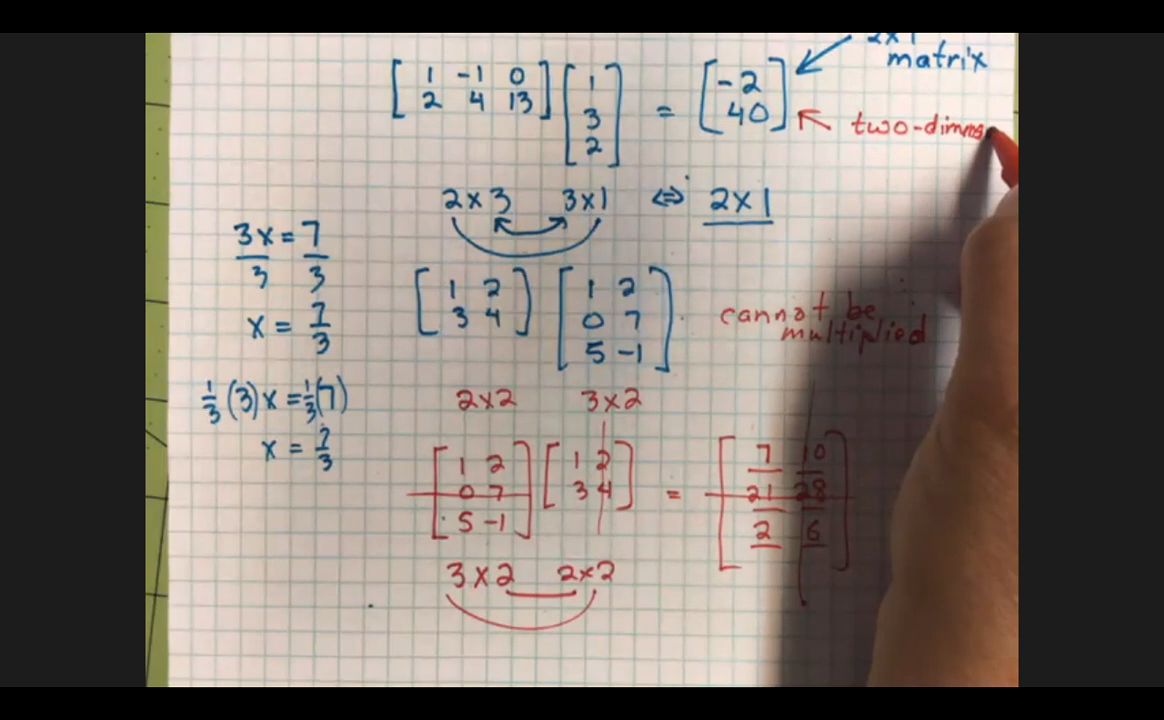 2x1
matrix
[ 1 -1 0 ] [ 1 ] = [ -2 ]
[ 2 4 13 ] [ 3 ] [ 40 ]
[ 2 ]
two-dimns
2x3 3x1 ⇔ 2x1
3x = 7
3 3
x = 7/3
1/3 (3) x = 1/3 (7)
x = 7/3
[ 1 2 ] [ 1 2 ]
[ 3 4 ] [ 0 7 ]
[ 5 -1 ]
cannot be
multiplied
2x2 3x2
[ 1 2 ] [ 1 2 ] = [ 7 10 ]
[ 0 7 ] [ 3 4 ] [ 21 28 ]
[ 5 -1 ] [ 2 6 ]
3x2 2x2